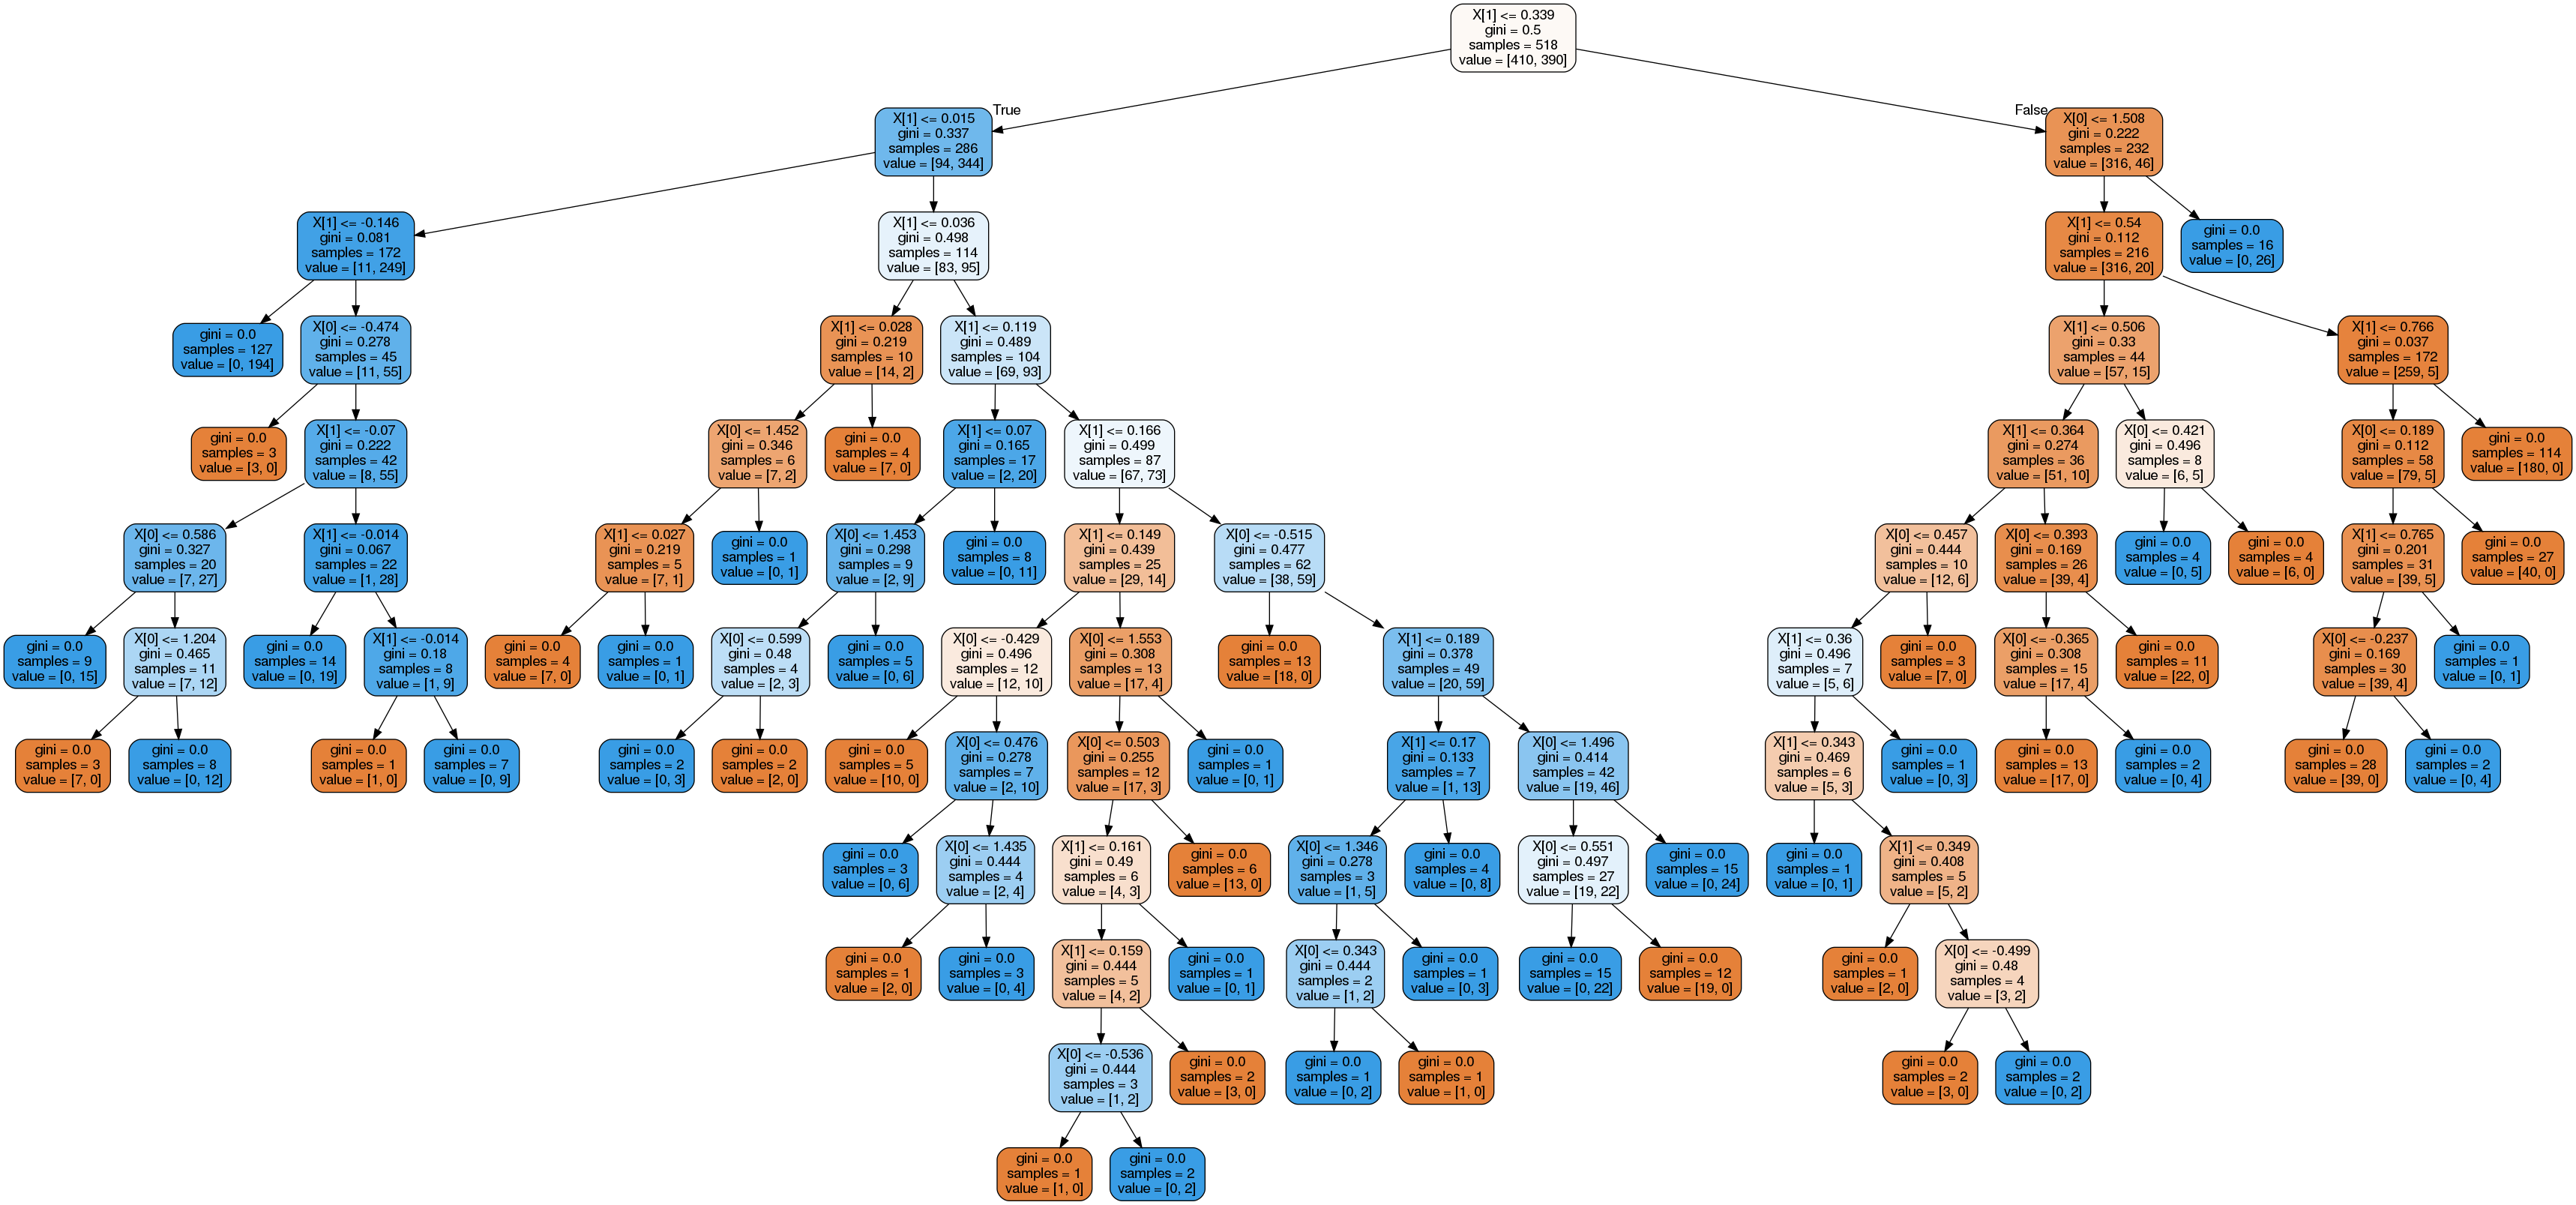 X[1] <= 0.339
gini = 0.5
samples = 518
value = [410, 390]
True
False
X[1] <= 0.015
gini = 0.337
samples = 286
value = [94, 344]
X[0] <= 1.508
gini = 0.222
samples = 232
value = [316, 46]
X[1] <= -0.146
gini = 0.081
samples = 172
value = [11, 249]
X[1] <= 0.036
gini = 0.498
samples = 114
value = [83, 95]
X[1] <= 0.54
gini = 0.112
samples = 216
value = [316, 20]
gini = 0.0
samples = 16
value = [0, 26]
gini = 0.0
samples = 127
value = [0, 194]
X[0] <= -0.474
gini = 0.278
samples = 45
value = [11, 55]
X[1] <= 0.028
gini = 0.219
samples = 10
value = [14, 2]
X[1] <= 0.119
gini = 0.489
samples = 104
value = [69, 93]
X[1] <= 0.506
gini = 0.33
samples = 44
value = [57, 15]
X[1] <= 0.766
gini = 0.037
samples = 172
value = [259, 5]
gini = 0.0
samples = 3
value = [3, 0]
X[1] <= -0.07
gini = 0.222
samples = 42
value = [8, 55]
X[0] <= 1.452
gini = 0.346
samples = 6
value = [7, 2]
gini = 0.0
samples = 4
value = [7, 0]
X[1] <= 0.07
gini = 0.165
samples = 17
value = [2, 20]
X[1] <= 0.166
gini = 0.499
samples = 87
value = [67, 73]
X[1] <= 0.364
gini = 0.274
samples = 36
value = [51, 10]
X[0] <= 0.421
gini = 0.496
samples = 8
value = [6, 5]
X[0] <= 0.189
gini = 0.112
samples = 58
value = [79, 5]
gini = 0.0
samples = 114
value = [180, 0]
X[0] <= 0.586
gini = 0.327
samples = 20
value = [7, 27]
X[1] <= -0.014
gini = 0.067
samples = 22
value = [1, 28]
X[1] <= 0.027
gini = 0.219
samples = 5
value = [7, 1]
gini = 0.0
samples = 1
value = [0, 1]
X[0] <= 1.453
gini = 0.298
samples = 9
value = [2, 9]
gini = 0.0
samples = 8
value = [0, 11]
X[1] <= 0.149
gini = 0.439
samples = 25
value = [29, 14]
X[0] <= -0.515
gini = 0.477
samples = 62
value = [38, 59]
X[0] <= 0.457
gini = 0.444
samples = 10
value = [12, 6]
X[0] <= 0.393
gini = 0.169
samples = 26
value = [39, 4]
gini = 0.0
samples = 4
value = [0, 5]
gini = 0.0
samples = 4
value = [6, 0]
X[1] <= 0.765
gini = 0.201
samples = 31
value = [39, 5]
gini = 0.0
samples = 27
value = [40, 0]
gini = 0.0
samples = 9
value = [0, 15]
X[0] <= 1.204
gini = 0.465
samples = 11
value = [7, 12]
gini = 0.0
samples = 14
value = [0, 19]
X[1] <= -0.014
gini = 0.18
samples = 8
value = [1, 9]
gini = 0.0
samples = 4
value = [7, 0]
gini = 0.0
samples = 1
value = [0, 1]
X[0] <= 0.599
gini = 0.48
samples = 4
value = [2, 3]
gini = 0.0
samples = 5
value = [0, 6]
X[0] <= -0.429
gini = 0.496
samples = 12
value = [12, 10]
X[0] <= 1.553
gini = 0.308
samples = 13
value = [17, 4]
gini = 0.0
samples = 13
value = [18, 0]
X[1] <= 0.189
gini = 0.378
samples = 49
value = [20, 59]
X[1] <= 0.36
gini = 0.496
samples = 7
value = [5, 6]
gini = 0.0
samples = 3
value = [7, 0]
X[0] <= -0.365
gini = 0.308
samples = 15
value = [17, 4]
gini = 0.0
samples = 11
value = [22, 0]
X[0] <= -0.237
gini = 0.169
samples = 30
value = [39, 4]
gini = 0.0
samples = 1
value = [0, 1]
gini = 0.0
samples = 3
value = [7, 0]
gini = 0.0
samples = 8
value = [0, 12]
gini = 0.0
samples = 1
value = [1, 0]
gini = 0.0
samples = 7
value = [0, 9]
gini = 0.0
samples = 2
value = [0, 3]
gini = 0.0
samples = 2
value = [2, 0]
gini = 0.0
samples = 5
value = [10, 0]
X[0] <= 0.476
gini = 0.278
samples = 7
value = [2, 10]
X[0] <= 0.503
gini = 0.255
samples = 12
value = [17, 3]
gini = 0.0
samples = 1
value = [0, 1]
X[1] <= 0.17
gini = 0.133
samples = 7
value = [1, 13]
X[0] <= 1.496
gini = 0.414
samples = 42
value = [19, 46]
X[1] <= 0.343
gini = 0.469
samples = 6
value = [5, 3]
gini = 0.0
samples = 1
value = [0, 3]
gini = 0.0
samples = 13
value = [17, 0]
gini = 0.0
samples = 2
value = [0, 4]
gini = 0.0
samples = 28
value = [39, 0]
gini = 0.0
samples = 2
value = [0, 4]
gini = 0.0
samples = 3
value = [0, 6]
X[0] <= 1.435
gini = 0.444
samples = 4
value = [2, 4]
X[1] <= 0.161
gini = 0.49
samples = 6
value = [4, 3]
gini = 0.0
samples = 6
value = [13, 0]
X[0] <= 1.346
gini = 0.278
samples = 3
value = [1, 5]
gini = 0.0
samples = 4
value = [0, 8]
X[0] <= 0.551
gini = 0.497
samples = 27
value = [19, 22]
gini = 0.0
samples = 15
value = [0, 24]
gini = 0.0
samples = 1
value = [0, 1]
X[1] <= 0.349
gini = 0.408
samples = 5
value = [5, 2]
gini = 0.0
samples = 1
value = [2, 0]
gini = 0.0
samples = 3
value = [0, 4]
X[1] <= 0.159
gini = 0.444
samples = 5
value = [4, 2]
gini = 0.0
samples = 1
value = [0, 1]
X[0] <= 0.343
gini = 0.444
samples = 2
value = [1, 2]
gini = 0.0
samples = 1
value = [0, 3]
gini = 0.0
samples = 15
value = [0, 22]
gini = 0.0
samples = 12
value = [19, 0]
gini = 0.0
samples = 1
value = [2, 0]
X[0] <= -0.499
gini = 0.48
samples = 4
value = [3, 2]
X[0] <= -0.536
gini = 0.444
samples = 3
value = [1, 2]
gini = 0.0
samples = 2
value = [3, 0]
gini = 0.0
samples = 1
value = [0, 2]
gini = 0.0
samples = 1
value = [1, 0]
gini = 0.0
samples = 2
value = [3, 0]
gini = 0.0
samples = 2
value = [0, 2]
gini = 0.0
samples = 1
value = [1, 0]
gini = 0.0
samples = 2
value = [0, 2]